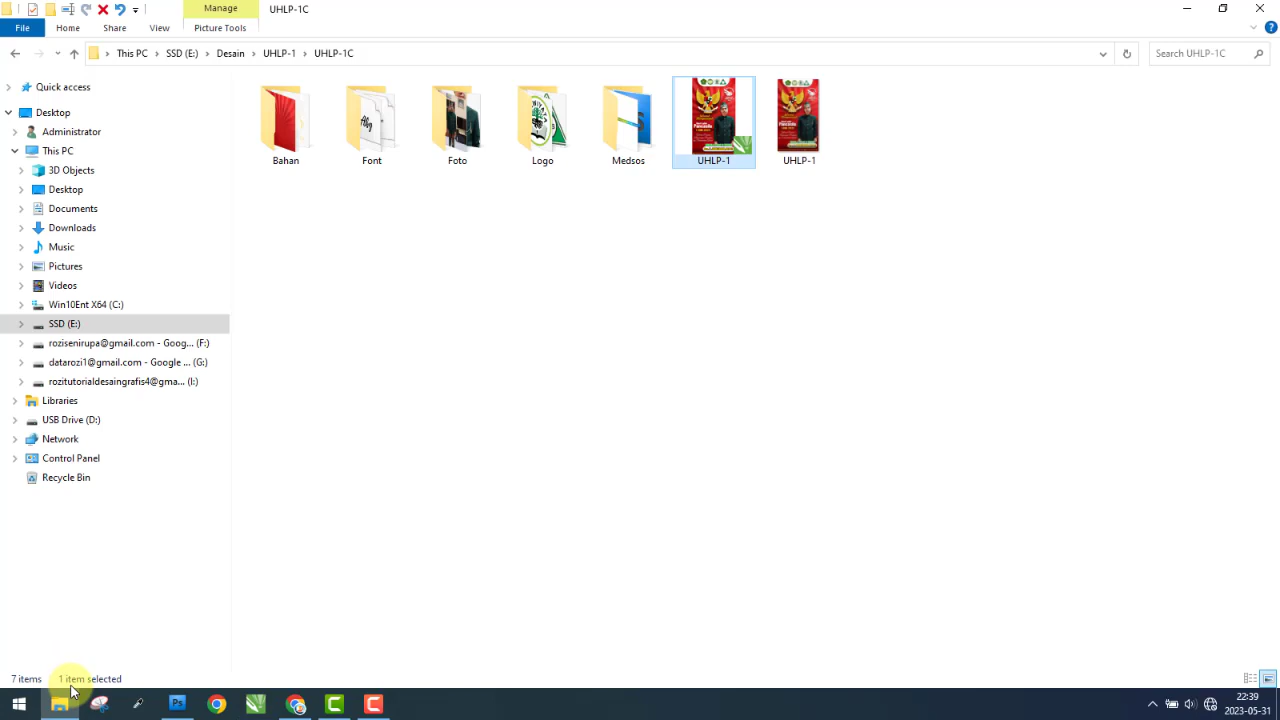 Manage
UHLP-1C
File
Home
Share
View
Picture Tools
This PC
SSD (E:)
Desain
UHLP-1
UHLP-1C
Search UHLP-1C
Quick access
Desktop
Administrator
This PC
3D Objects
Desktop
Documents
Downloads
Music
Pictures
Videos
Win10Ent X64 (C:)
SSD (E:)
rozisenirupa@gmail.com - Goog... (F:)
datarozi1@gmail.com - Google ... (G:)
rozitutorialdesaingrafis4@gma... (I:)
Libraries
USB Drive (D:)
Network
Control Panel
Recycle Bin
Bahan
Font
Foto
Logo
Medsos
UHLP-1
UHLP-1
7 items
1 item selected
Ps
22:39
2023-05-31